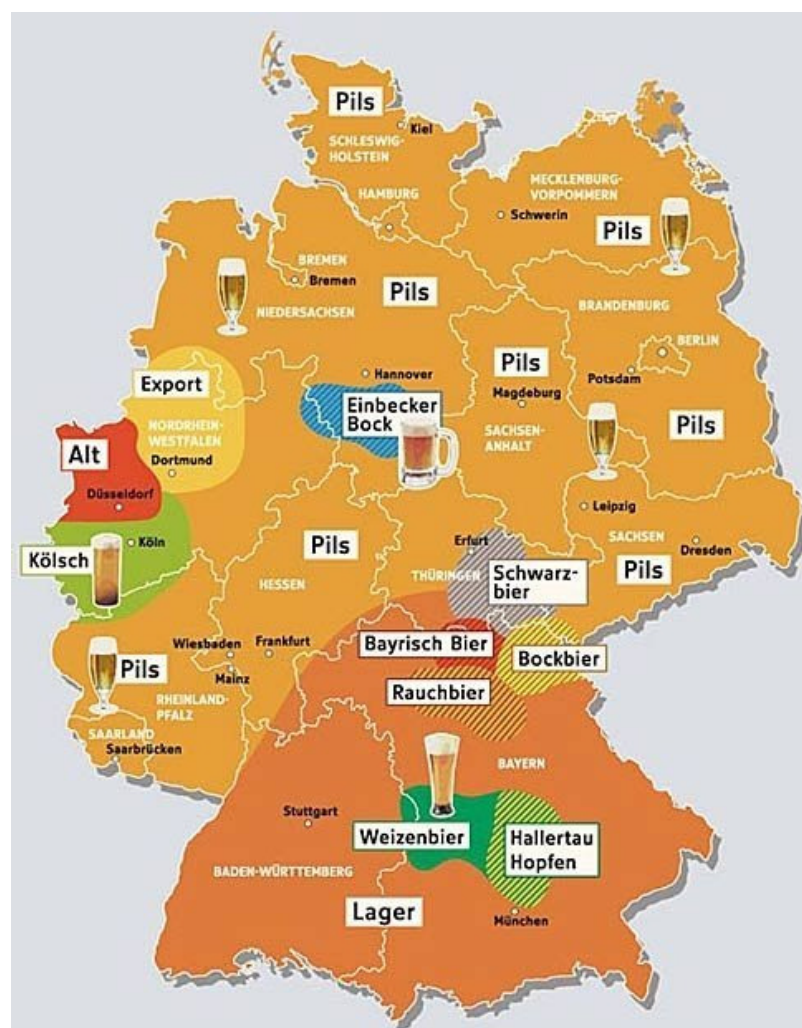 Pils
Kiel
SCHLESWIG-
HOLSTEIN
MECKLENBURG-
VORPOMMERN
HAMBURG
Schwerin
Pils
BREMEN
Bremen
Pils
NIEDERSACHSEN
BRANDENBURG
BERLIN
Hannover
Pils
Potsdam
Export
Magdeburg
Einbecker
Bock
NORDRHEIN-
WESTFALEN
SACHSEN-
ANHALT
Pils
Alt
Dortmund
Düsseldorf
Leipzig
Köln
Pils
Erfurt
SACHSEN
Dresden
Kölsch
HESSEN
THÜRINGEN
Schwarz-
bier
Pils
Wiesbaden
Frankfurt
Bayrisch Bier
Bockbier
Pils
Mainz
Rauchbier
RHEINLAND-
PFALZ
SAARLAND
Saarbrücken
BAYERN
Stuttgart
Weizenbier
Hallertau
Hopfen
BADEN-WÜRTTEMBERG
Lager
München